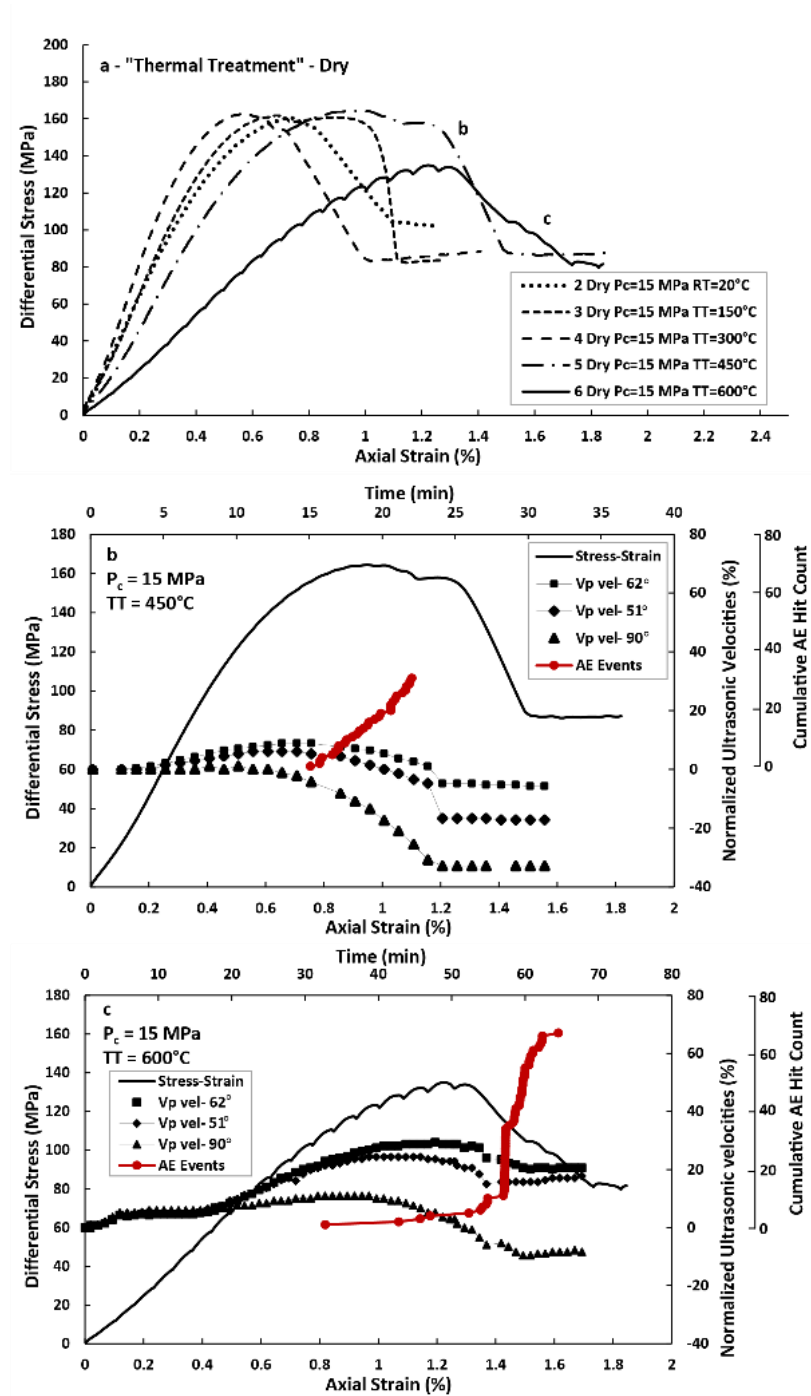 a - "Thermal Treatment" - Dry
200
180
160
140
120
100
80
60
40
20
0
Differential Stress (MPa)
b
c
2 Dry Pc=15 MPa RT=20°C
3 Dry Pc=15 MPa TT=150°C
4 Dry Pc=15 MPa TT=300°C
5 Dry Pc=15 MPa TT=450°C
6 Dry Pc=15 MPa TT=600°C
0 0.2 0.4 0.6 0.8 1 1.2 1.4 1.6 1.8 2 2.2 2.4
Axial Strain (%)
Time (min)
0 5 10 15 20 25 30 35 40
b
Pc = 15 MPa
TT = 450°C
Stress-Strain
Vp vel- 62°
Vp vel- 51°
Vp vel- 90°
AE Events
180
160
140
120
100
80
60
40
20
0
Differential Stress (MPa)
80
60
40
20
0
-20
-40
Normalized Ultrasonic Velocities (%)
80
60
40
20
0
Cumulative AE Hit Count
0 0.2 0.4 0.6 0.8 1 1.2 1.4 1.6 1.8 2
Axial Strain (%)
Time (min)
0 10 20 30 40 50 60 70 80
c
Pc = 15 MPa
TT = 600°C
Stress-Strain
Vp vel- 62°
Vp vel- 51°
Vp vel- 90°
AE Events
180
160
140
120
100
80
60
40
20
0
Differential Stress (MPa)
80
60
40
20
0
-20
-40
Normalized Ultrasonic velocities (%)
80
60
40
20
0
Cumulative AE Hit Count
0 0.2 0.4 0.6 0.8 1 1.2 1.4 1.6 1.8 2
Axial Strain (%)